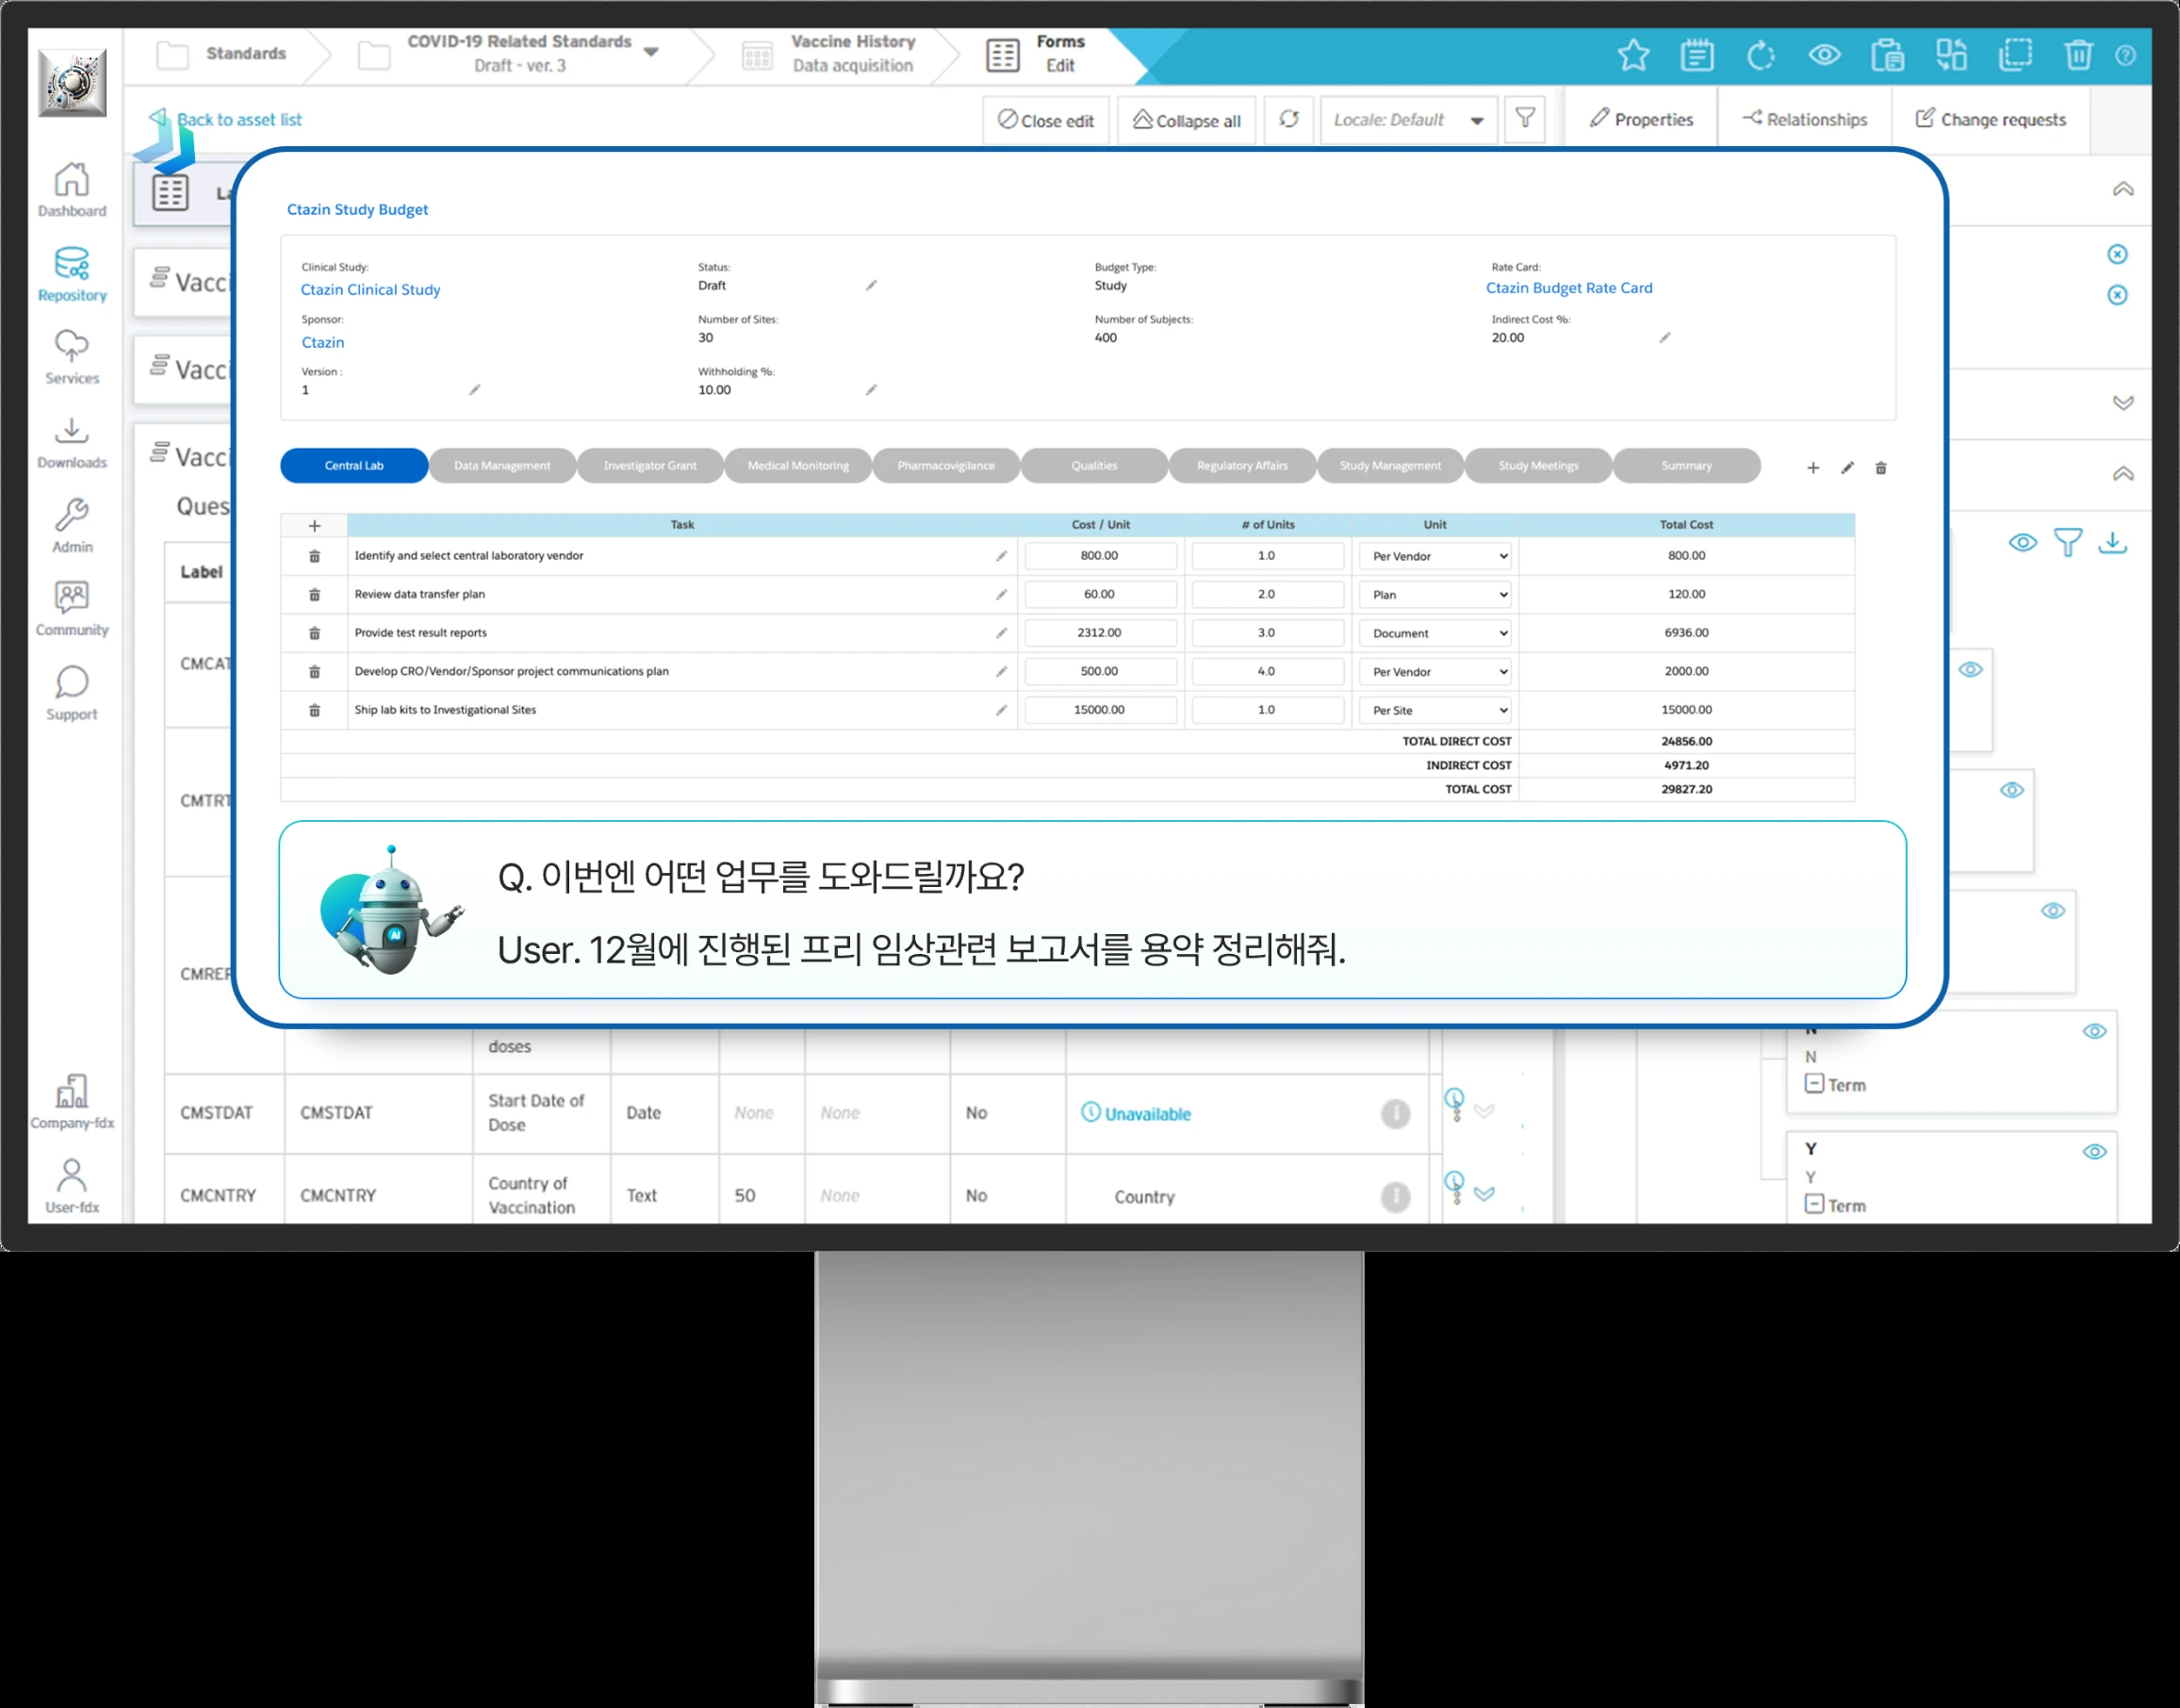 Standards
COVID-19 Related Standards
Draft - ver. 3
Vaccine History
Data acquisition
Forms
Edit
Back to asset list
Close edit
Collapse all
Locale: Default
Properties
Relationships
Change requests
Dashboard
Repository
Services
Downloads
Admin
Community
Support
Company-fdx
User-fdx
Label
CMSTDAT CMSTDAT Start Date of Dose Date None None No Unavailable
CMCNTRY CMCNTRY Country of Vaccination Text 50 None No Country
doses
N
Term
Y
Y
Term
Ctazin Study Budget
Clinical Study: Status: Budget Type: Rate Card:
Ctazin Clinical Study Draft Study Ctazin Budget Rate Card
Sponsor: Number of Sites: Number of Subjects: Indirect Cost %:
Ctazin 30 400 20.00
Version : Withholding %:
1 10.00
Central Lab Data Management Investigator Grant Medical Monitoring Pharmacovigilance Qualities Regulatory Affairs Study Management Study Meetings Summary
+ Task Cost / Unit # of Units Unit Total Cost
Identify and select central laboratory vendor 800.00 1.0 Per Vendor 800.00
Review data transfer plan 60.00 2.0 Plan 120.00
Provide test result reports 2312.00 3.0 Document 6936.00
Develop CRO/Vendor/Sponsor project communications plan 500.00 4.0 Per Vendor 2000.00
Ship lab kits to Investigational Sites 15000.00 1.0 Per Site 15000.00
TOTAL DIRECT COST 24856.00
INDIRECT COST 4971.20
TOTAL COST 29827.20
AI
Q. 이번엔 어떤 업무를 도와드릴까요?
User. 12월에 진행된 프리 임상관련 보고서를 용약 정리해줘.